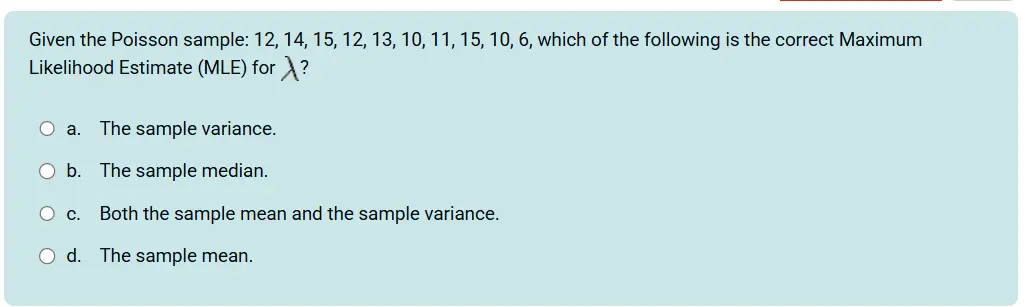 Given the Poisson sample: 12, 14, 15, 12, 13, 10, 11, 15, 10, 6, which of the following is the correct Maximum
Likelihood Estimate (MLE) for λ?
a. The sample variance.
b. The sample median.
c. Both the sample mean and the sample variance.
d. The sample mean.